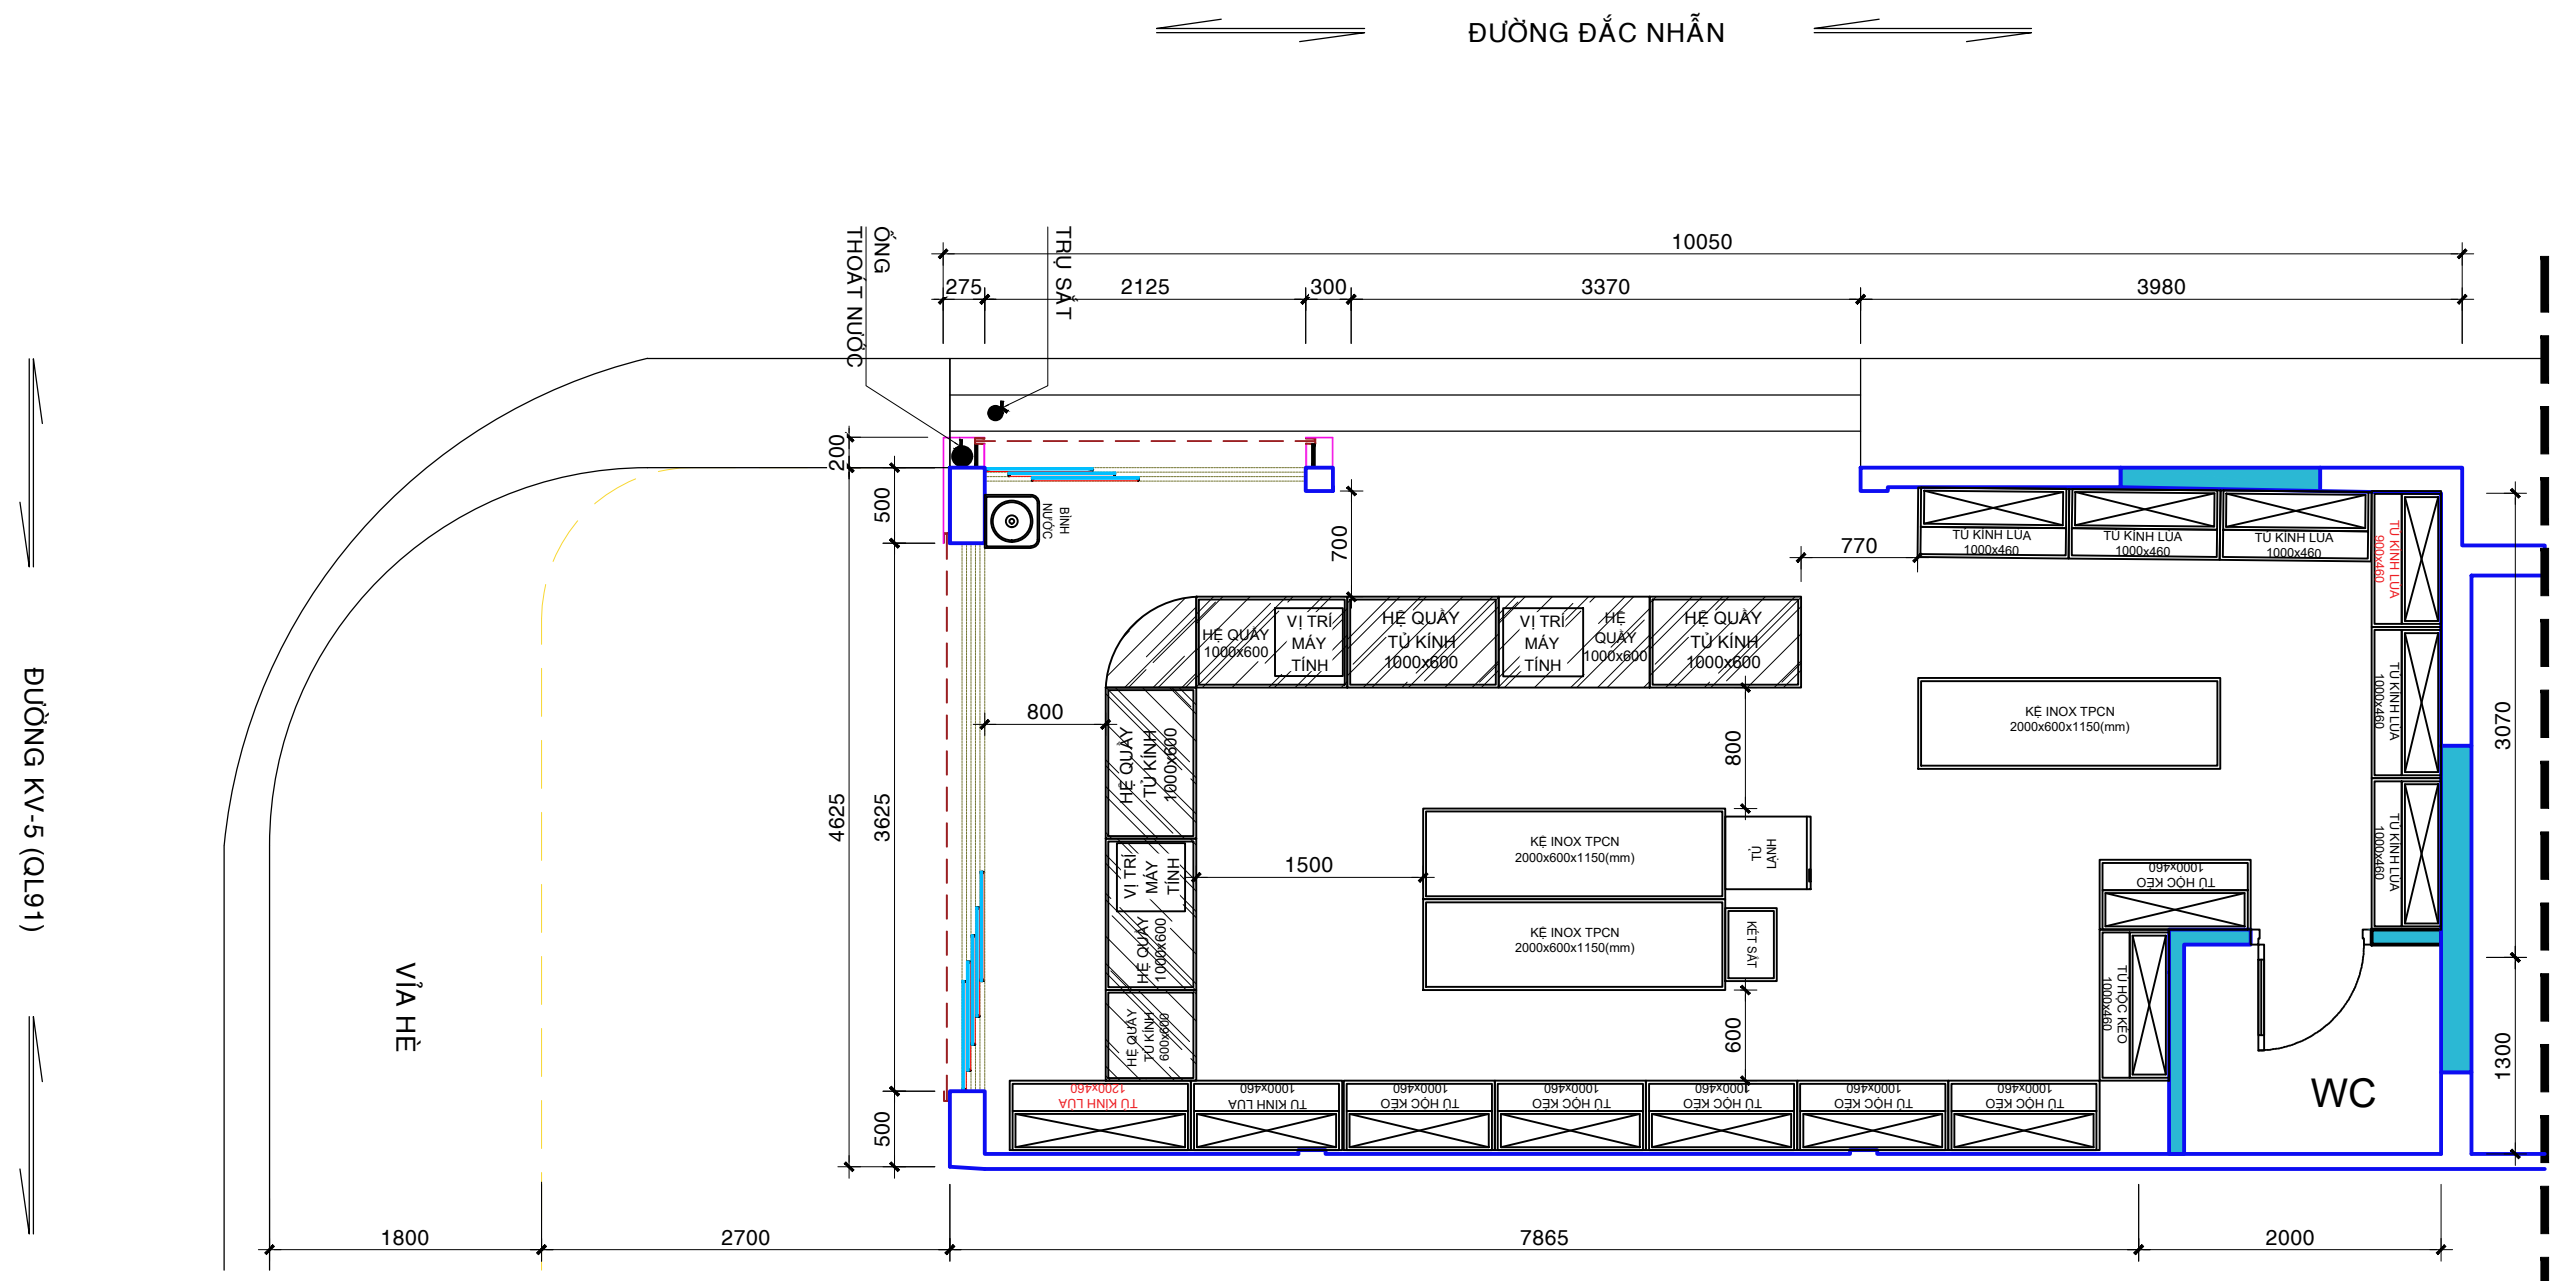 ĐƯỜNG ĐẮC NHẪN
10050
275
2125
300
3370
3980
ỐNG
THOÁT NƯỚC
TRỤ SẮT
200
500
4625
3625
500
BÌNH
NƯỚC
700
770
TỦ KÍNH LÙA
1000x460
TỦ KÍNH LÙA
1000x460
TỦ KÍNH LÙA
1000x460
TỦ KÍNH LÙA
900x460
TỦ KÍNH LÙA
1000x460
TỦ KÍNH LÙA
1000x460
3070
1300
HỆ QUẦY
1000x600
VỊ TRÍ
MÁY
TÍNH
HỆ QUẦY
TỦ KÍNH
1000x600
VỊ TRÍ
MÁY
TÍNH
HỆ
QUẦY
1000x600
HỆ QUẦY
TỦ KÍNH
1000x600
800
HỆ QUẦY
TỦ KÍNH
1000x600
VỊ TRÍ
MÁY
TÍNH
HỆ QUẦY
1000x600
HỆ QUẦY
TỦ KÍNH
600x600
800
KỆ INOX TPCN
2000x600x1150(mm)
1500
KỆ INOX TPCN
2000x600x1150(mm)
TỦ
LẠNH
KỆ INOX TPCN
2000x600x1150(mm)
KÉT SẮT
600
TỦ HỘC KÉO
1000x460
TỦ HỘC KÉO
1000x460
WC
TỦ KÍNH LÙA
1200x460
TỦ KÍNH LÙA
1000x460
TỦ HỘC KÉO
1000x460
TỦ HỘC KÉO
1000x460
TỦ HỘC KÉO
1000x460
TỦ HỘC KÉO
1000x460
TỦ HỘC KÉO
1000x460
ĐƯỜNG KV-5 (QL91)
VỈA HÈ
1800
2700
7865
2000